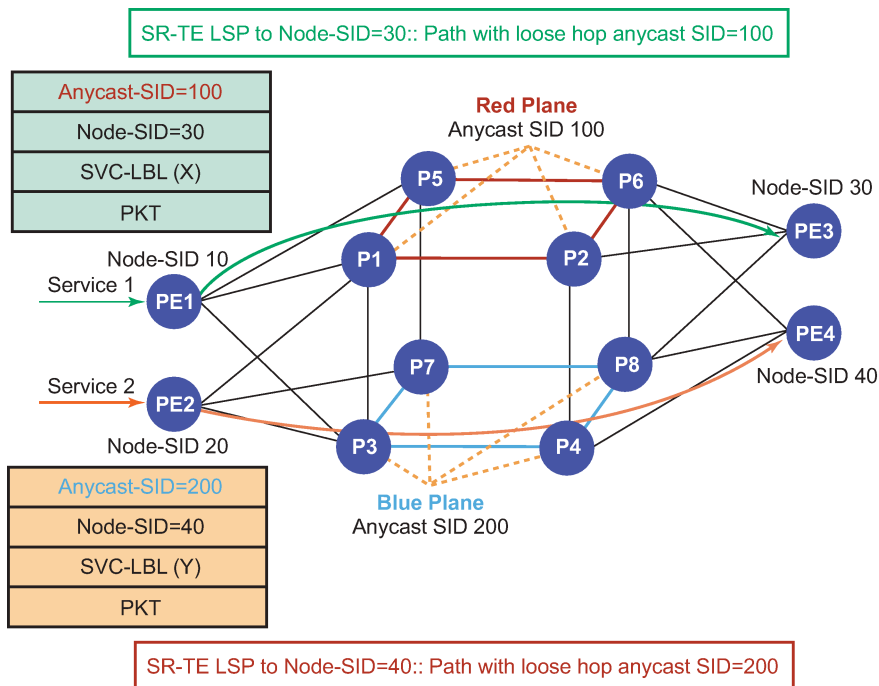 SR-TE LSP to Node-SID=30:: Path with loose hop anycast SID=100
Anycast-SID=100
Node-SID=30
SVC-LBL (X)
PKT
Red Plane
Anycast SID 100
P5
P6
Node-SID 30
PE3
Node-SID 10
P1
P2
Service 1
PE1
PE4
Node-SID 40
P7
P8
Service 2
PE2
Node-SID 20
P3
P4
Anycast-SID=200
Node-SID=40
SVC-LBL (Y)
PKT
Blue Plane
Anycast SID 200
SR-TE LSP to Node-SID=40:: Path with loose hop anycast SID=200